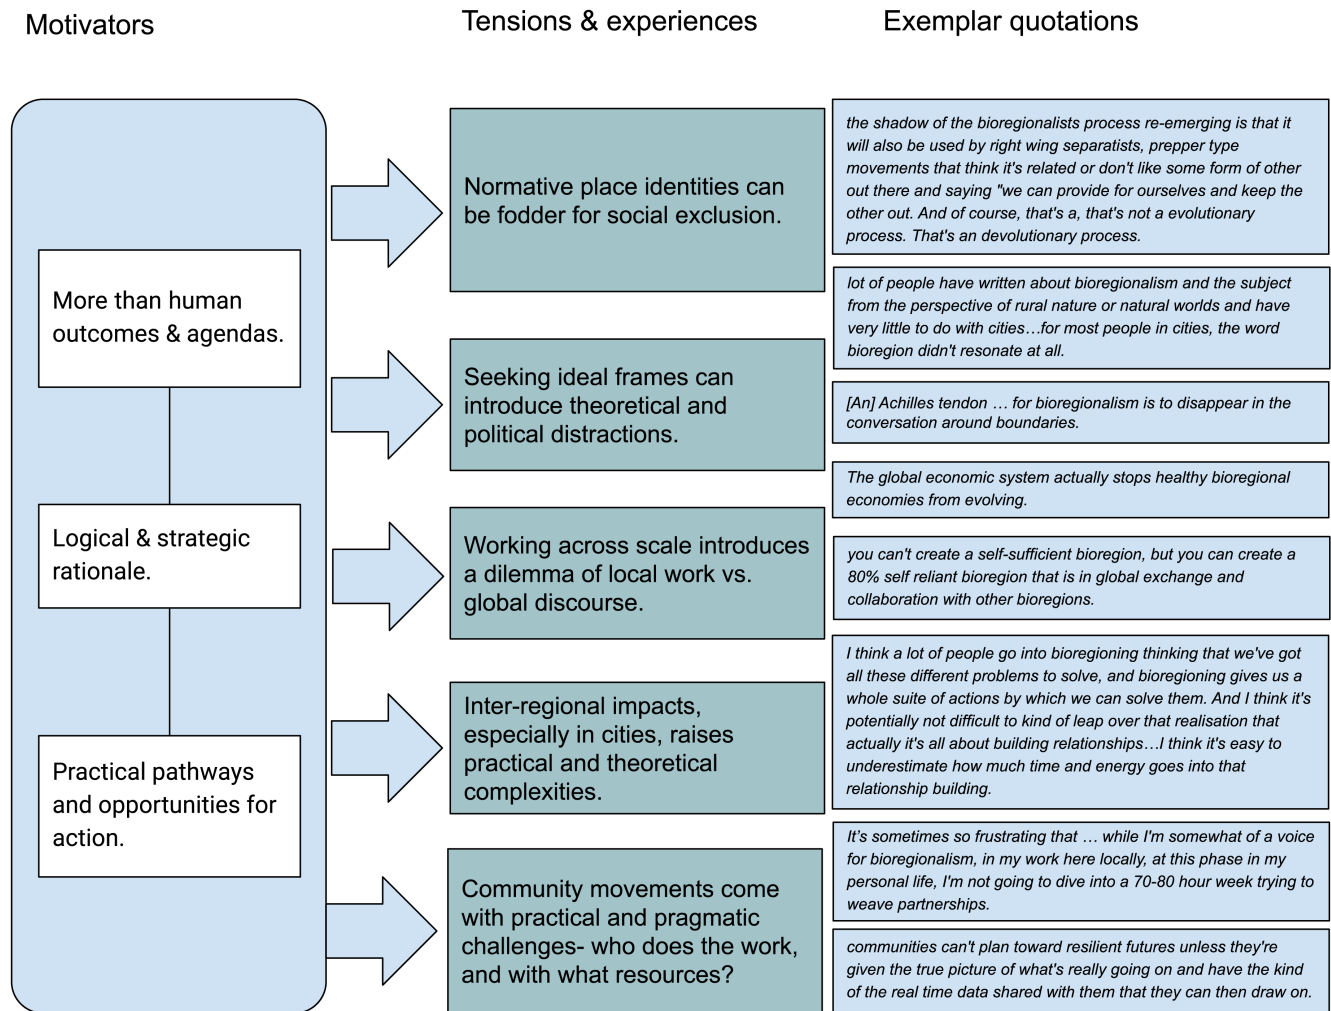 Motivators
Tensions & experiences
Exemplar quotations
More than human
outcomes & agendas.
Logical & strategic
rationale.
Practical pathways
and opportunities for
action.
Normative place identities can
be fodder for social exclusion.
Seeking ideal frames can
introduce theoretical and
political distractions.
Working across scale introduces
a dilemma of local work vs.
global discourse.
Inter-regional impacts,
especially in cities, raises
practical and theoretical
complexities.
Community movements come
with practical and pragmatic
challenges- who does the work,
and with what resources?
the shadow of the bioregionalists process re-emerging is that it
will also be used by right wing separatists, prepper type
movements that think it's related or don't like some form of other
out there and saying "we can provide for ourselves and keep the
other out. And of course, that's a, that's not a evolutionary
process. That's an devolutionary process.
lot of people have written about bioregionalism and the subject
from the perspective of rural nature or natural worlds and have
very little to do with cities…for most people in cities, the word
bioregion didn't resonate at all.
[An] Achilles tendon … for bioregionalism is to disappear in the
conversation around boundaries.
The global economic system actually stops healthy bioregional
economies from evolving.
you can't create a self-sufficient bioregion, but you can create a
80% self reliant bioregion that is in global exchange and
collaboration with other bioregions.
I think a lot of people go into bioregioning thinking that we've got
all these different problems to solve, and bioregioning gives us a
whole suite of actions by which we can solve them. And I think it's
potentially not difficult to kind of leap over that realisation that
actually it's all about building relationships…I think it's easy to
underestimate how much time and energy goes into that
relationship building.
It's sometimes so frustrating that … while I'm somewhat of a voice
for bioregionalism, in my work here locally, at this phase in my
personal life, I'm not going to dive into a 70-80 hour week trying to
weave partnerships.
communities can't plan toward resilient futures unless they're
given the true picture of what's really going on and have the kind
of the real time data shared with them that they can then draw on.